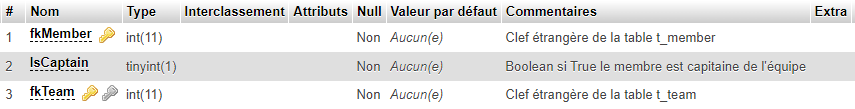 # Nom Type Interclassement Attributs Null Valeur par défaut Commentaires Extra
1 fkMember int(11) Non Aucun(e) Clef étrangère de la table t_member
2 IsCaptain tinyint(1) Non Aucun(e) Boolean si True le membre est capitaine de l'équipe
3 fkTeam int(11) Non Aucun(e) Clef étrangère de la table t_team